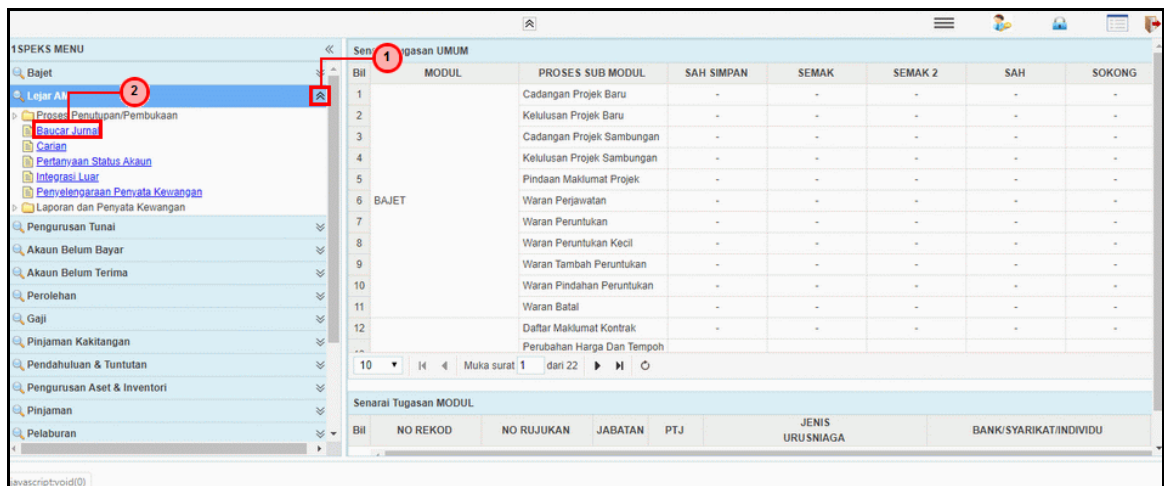 1SPEKS MENU
Bajet
Lejar AM
Proses Penutupan/Pembukaan
Baucar Jurnal
Carian
Pertanyaan Status Akaun
Integrasi Luar
Penyelengaraan Penyata Kewangan
Laporan dan Penyata Kewangan
Pengurusan Tunai
Akaun Belum Bayar
Akaun Belum Terima
Perolehan
Gaji
Pinjaman Kakitangan
Pendahuluan & Tuntutan
Pengurusan Aset & Inventori
Pinjaman
Pelaburan
1
2
gasan UMUM
Bil MODUL PROSES SUB MODUL SAH SIMPAN SEMAK SEMAK 2 SAH SOKONG
1 Cadangan Projek Baru - - - - -
2 Kelulusan Projek Baru - - - - -
3 Cadangan Projek Sambungan - - - - -
4 Kelulusan Projek Sambungan - - - - -
5 Pindaan Maklumat Projek - - - - -
6 BAJET Waran Perjawatan - - - - -
7 Waran Peruntukan - - - - -
8 Waran Peruntukan Kecil - - - - -
9 Waran Tambah Peruntukan - - - - -
10 Waran Pindahan Peruntukan - - - - -
11 Waran Batal - - - - -
12 Daftar Maklumat Kontrak - - - - -
Perubahan Harga Dan Tempoh
10 Muka surat 1 dari 22
Senarai Tugasan MODUL
Bil NO REKOD NO RUJUKAN JABATAN PTJ JENIS URUSNIAGA BANK/SYARIKAT/INDIVIDU
avascript:void(0)